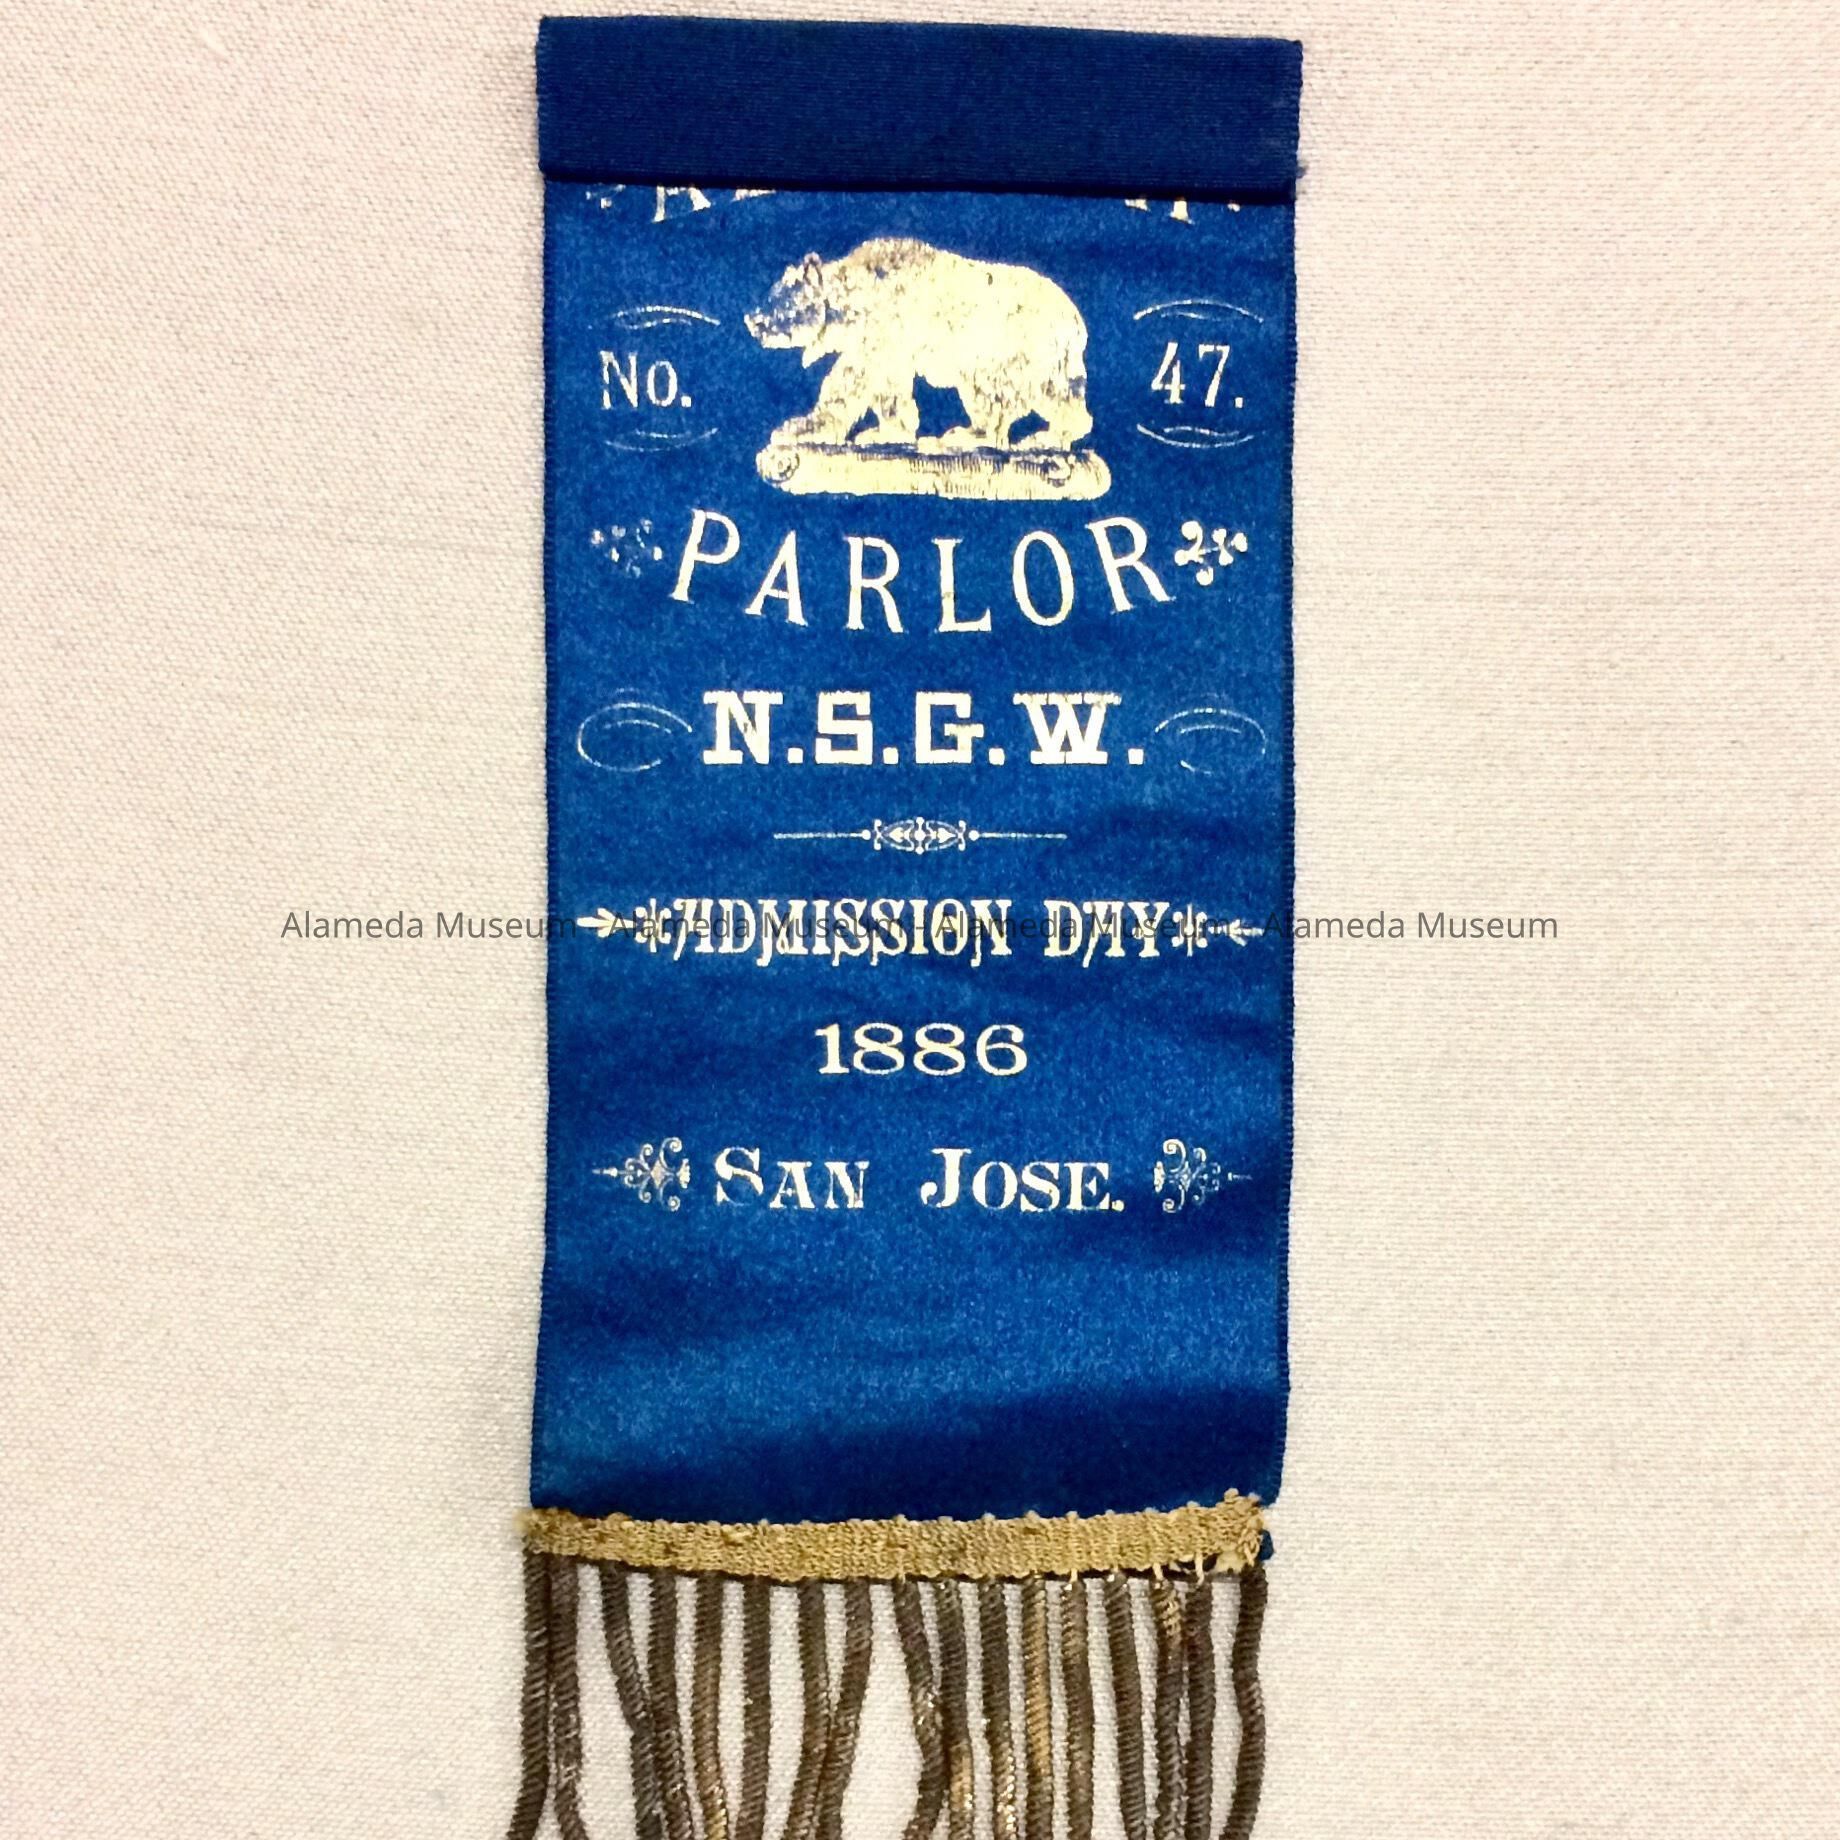 No. 47.
PARLOR
N.S.G.W.
ADMISSION DAY
Alameda Museum - Alameda Museum - Alameda Museum - Alameda Museum
1886
SAN JOSE.